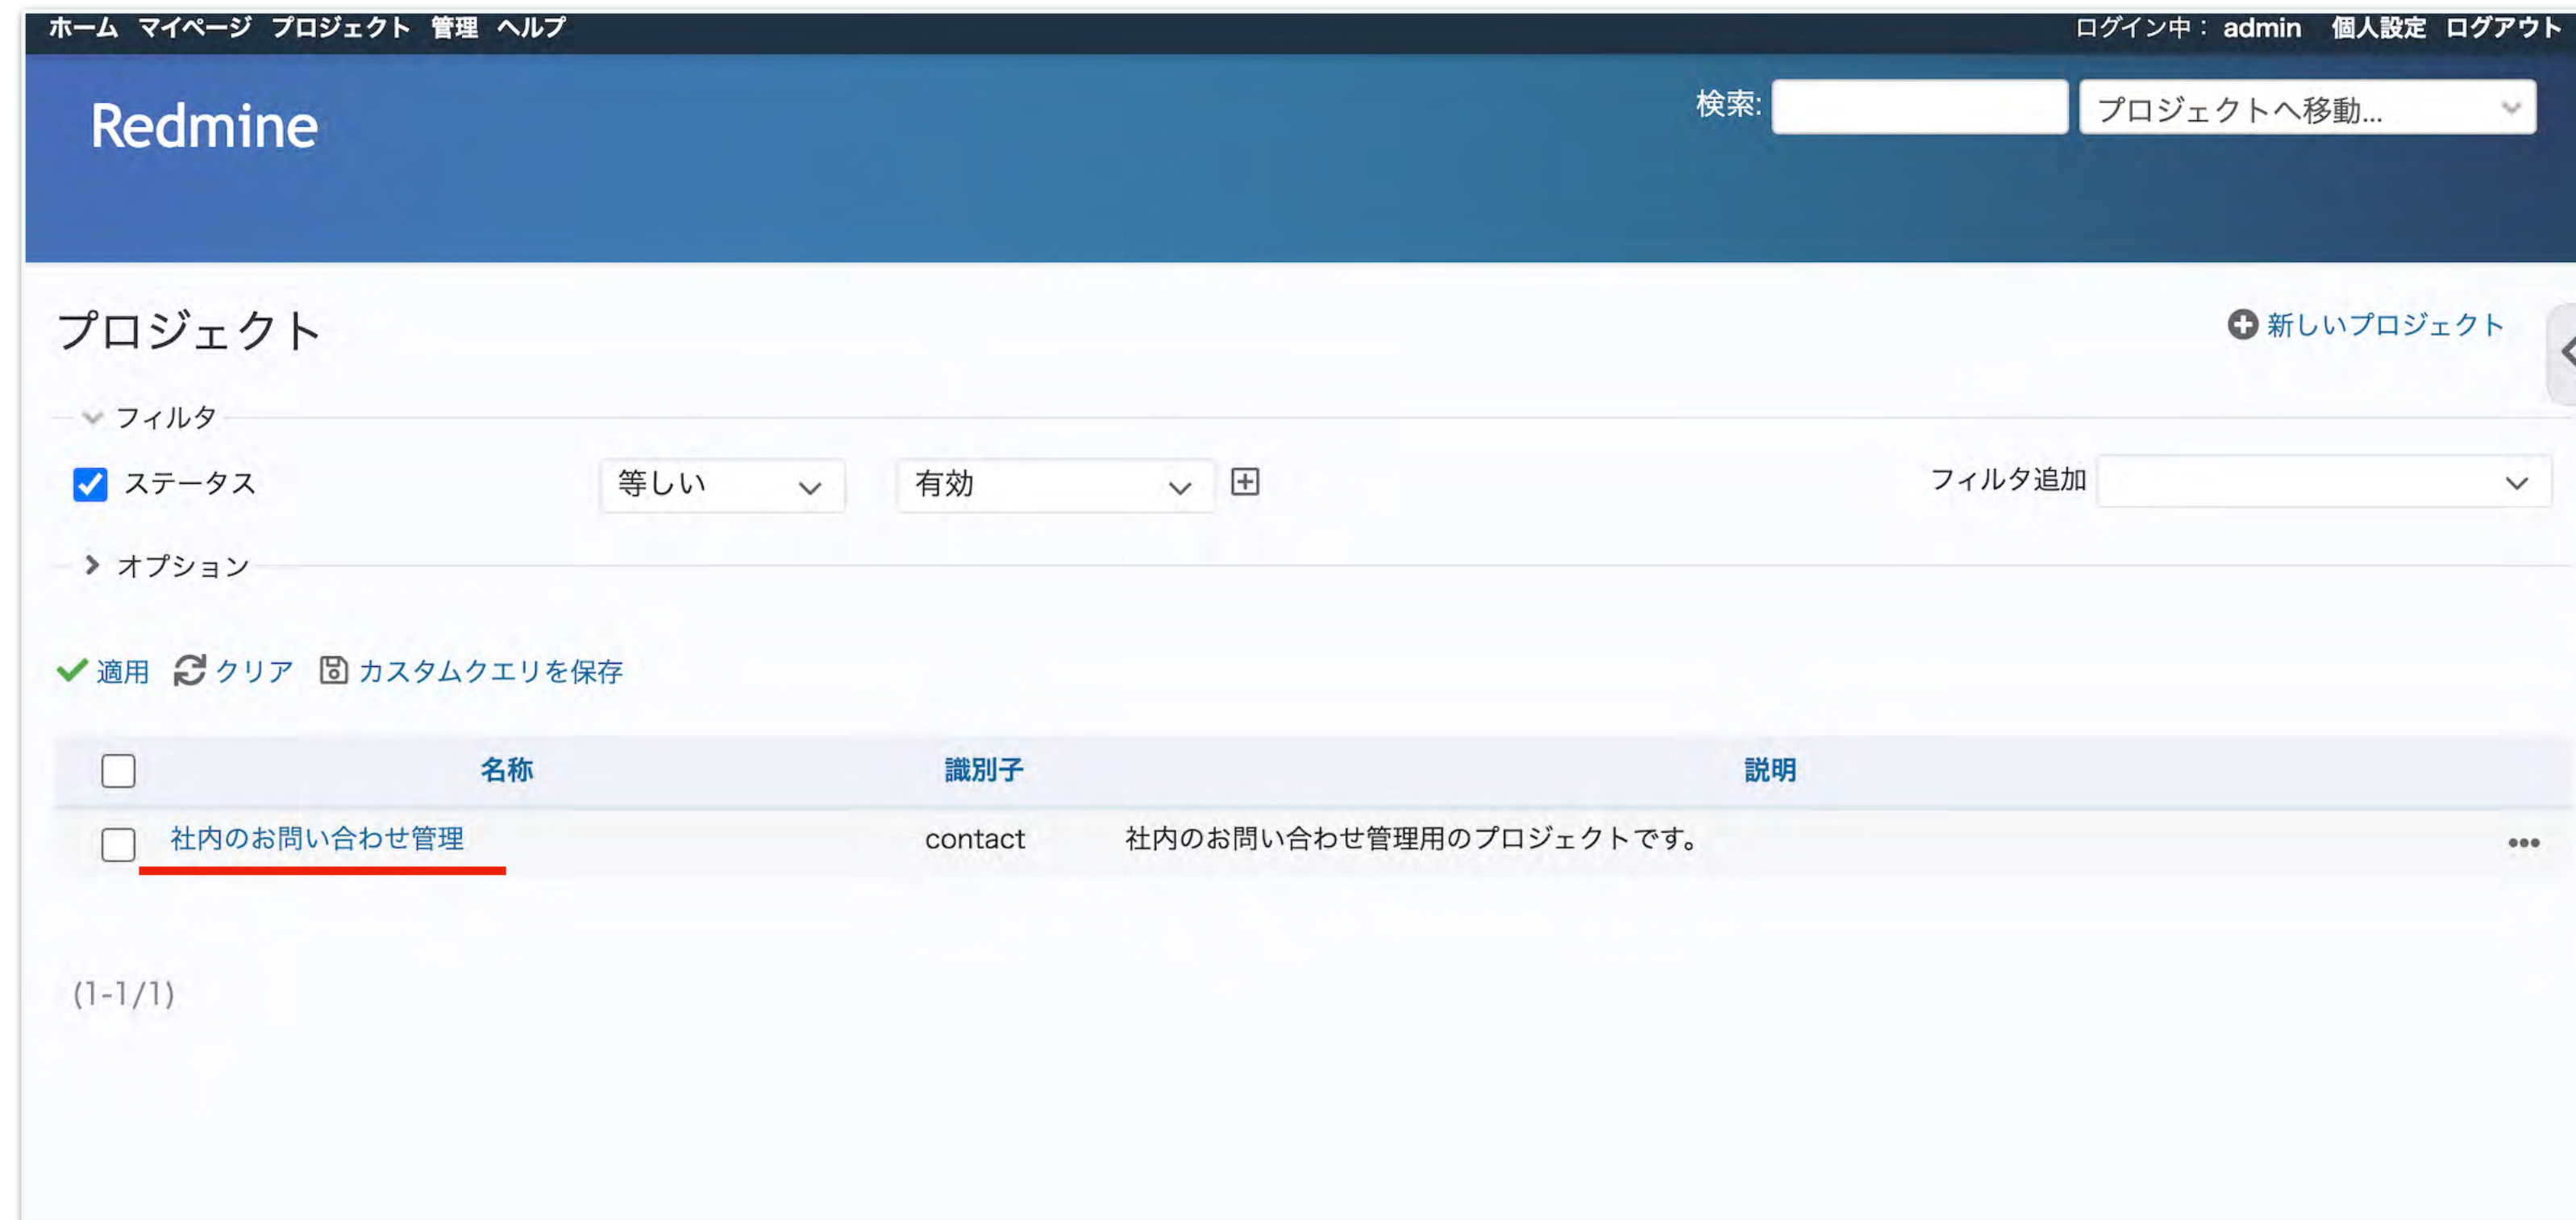 ホーム マイページ プロジェクト 管理 ヘルプ ログイン中： admin 個人設定 ログアウト
Redmine 検索: プロジェクトへ移動...
プロジェクト 新しいプロジェクト
フィルタ
ステータス 等しい 有効 フィルタ追加
オプション
適用 クリア カスタムクエリを保存
名称 識別子 説明
社内のお問い合わせ管理 contact 社内のお問い合わせ管理用のプロジェクトです。
(1-1/1)